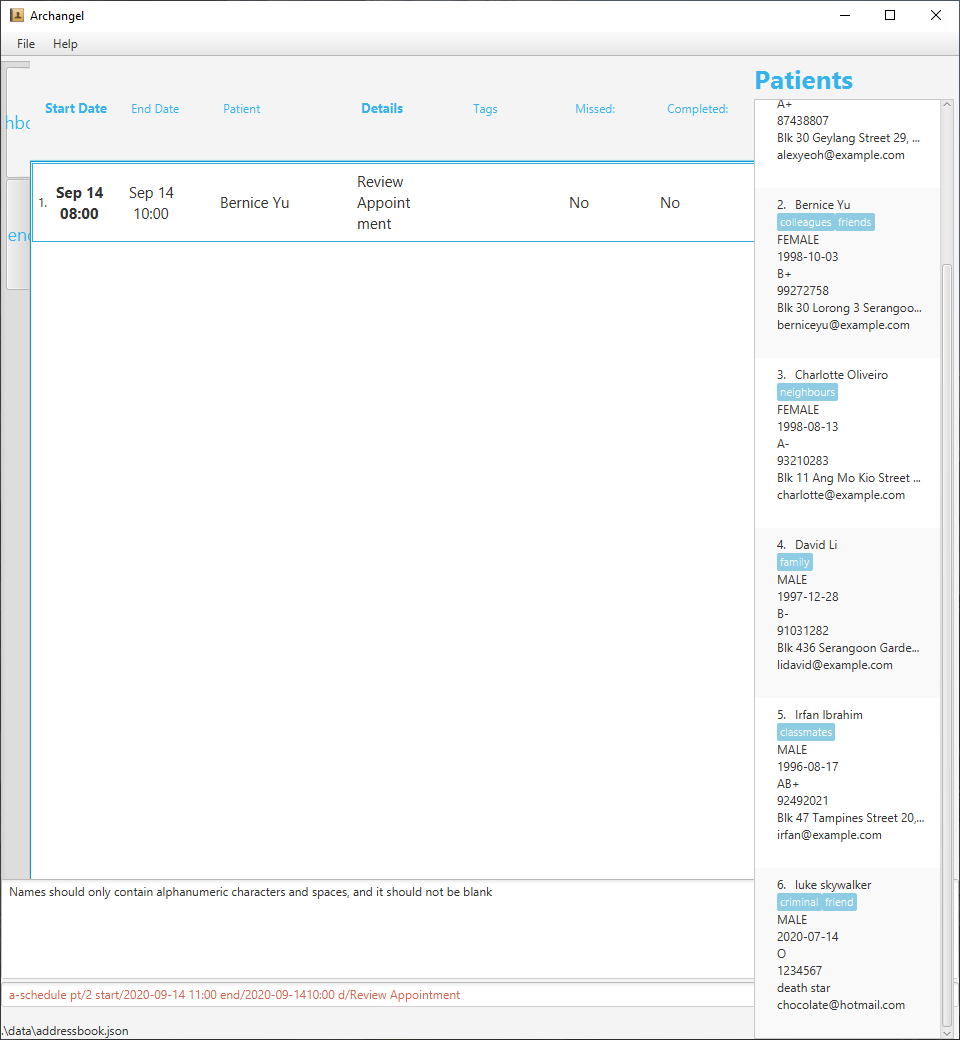 Archangel
File Help
hbo
end
Start Date End Date Patient Details Tags Missed: Completed:
1. Sep 14 08:00 Sep 14 10:00 Bernice Yu Review Appoint ment No No
Patients
A+
87438807
Blk 30 Geylang Street 29, ...
alexyeoh@example.com
2. Bernice Yu
colleagues friends
FEMALE
1998-10-03
B+
99272758
Blk 30 Lorong 3 Serangoo...
berniceyu@example.com
3. Charlotte Oliveiro
neighbours
FEMALE
1998-08-13
A-
93210283
Blk 11 Ang Mo Kio Street ...
charlotte@example.com
4. David Li
family
MALE
1997-12-28
B-
91031282
Blk 436 Serangoon Garde...
lidavid@example.com
5. Irfan Ibrahim
classmates
MALE
1996-08-17
AB+
92492021
Blk 47 Tampines Street 20,...
irfan@example.com
6. luke skywalker
criminal friend
MALE
2020-07-14
O
1234567
death star
chocolate@hotmail.com
Names should only contain alphanumeric characters and spaces, and it should not be blank
a-schedule pt/2 start/2020-09-14 11:00 end/2020-09-1410:00 d/Review Appointment
.\data\addressbook.json